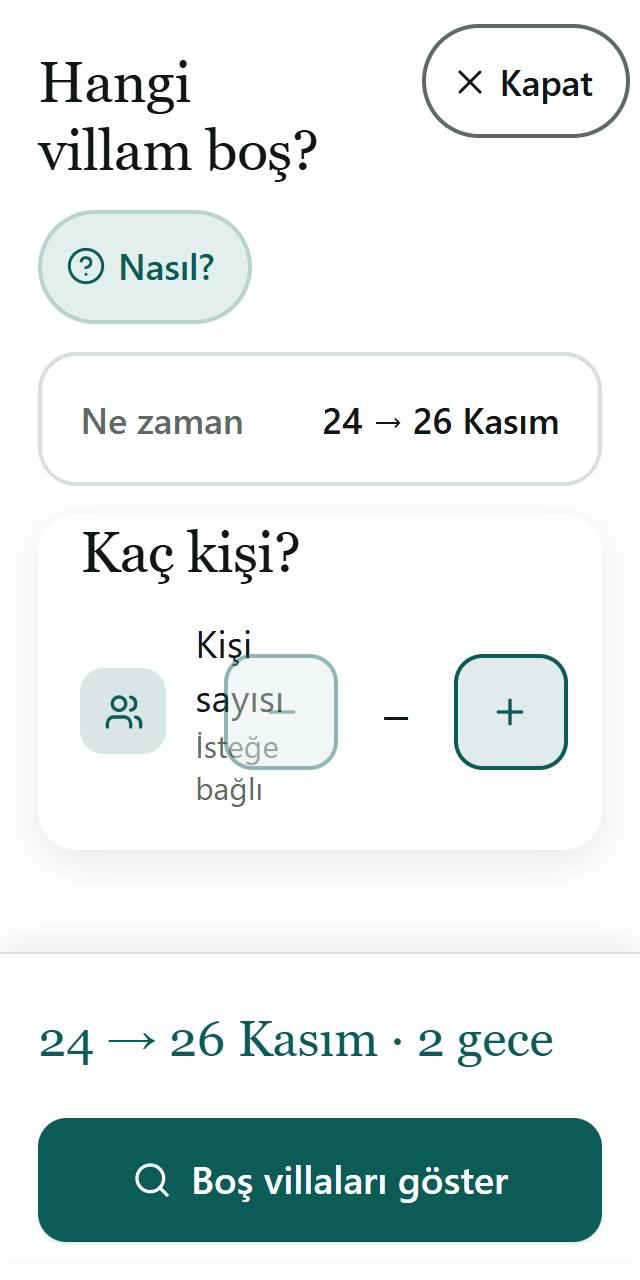 Hangi
villam boş?
Kapat
Nasıl?
Ne zaman 24 → 26 Kasım
Kaç kişi?
Kişi
sayısı
İsteğe
bağlı
–
24 → 26 Kasım · 2 gece
Boş villaları göster